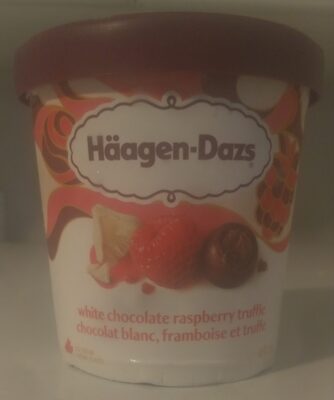 Häagen-Dazs
white chocolate raspberry truffle
chocolat blanc, framboise et truffe